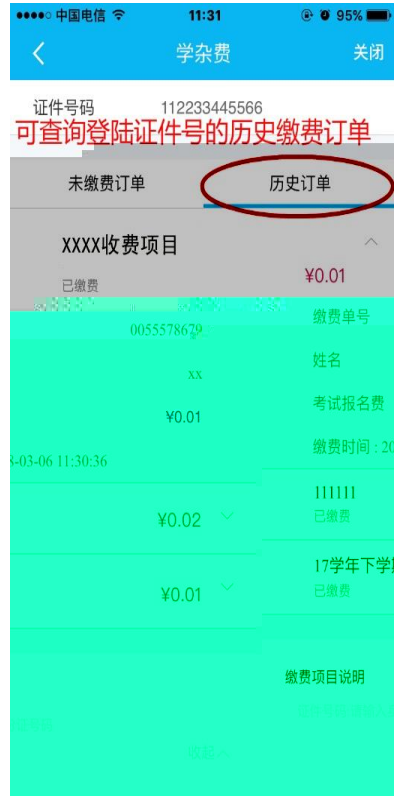 中国电信 11:31 95%
学杂费 关闭
证件号码 112233445566
可查询登陆证件号的历史缴费订单
未缴费订单 历史订单
XXXX收费项目
¥0.01
已缴费
缴费单号
0055578679
姓名
xx
考试报名费
¥0.01
缴费时间 : 20
8-03-06 11:30:36
111111
已缴费
¥0.02
17学年下学
已缴费
¥0.01
缴费项目说明
收起